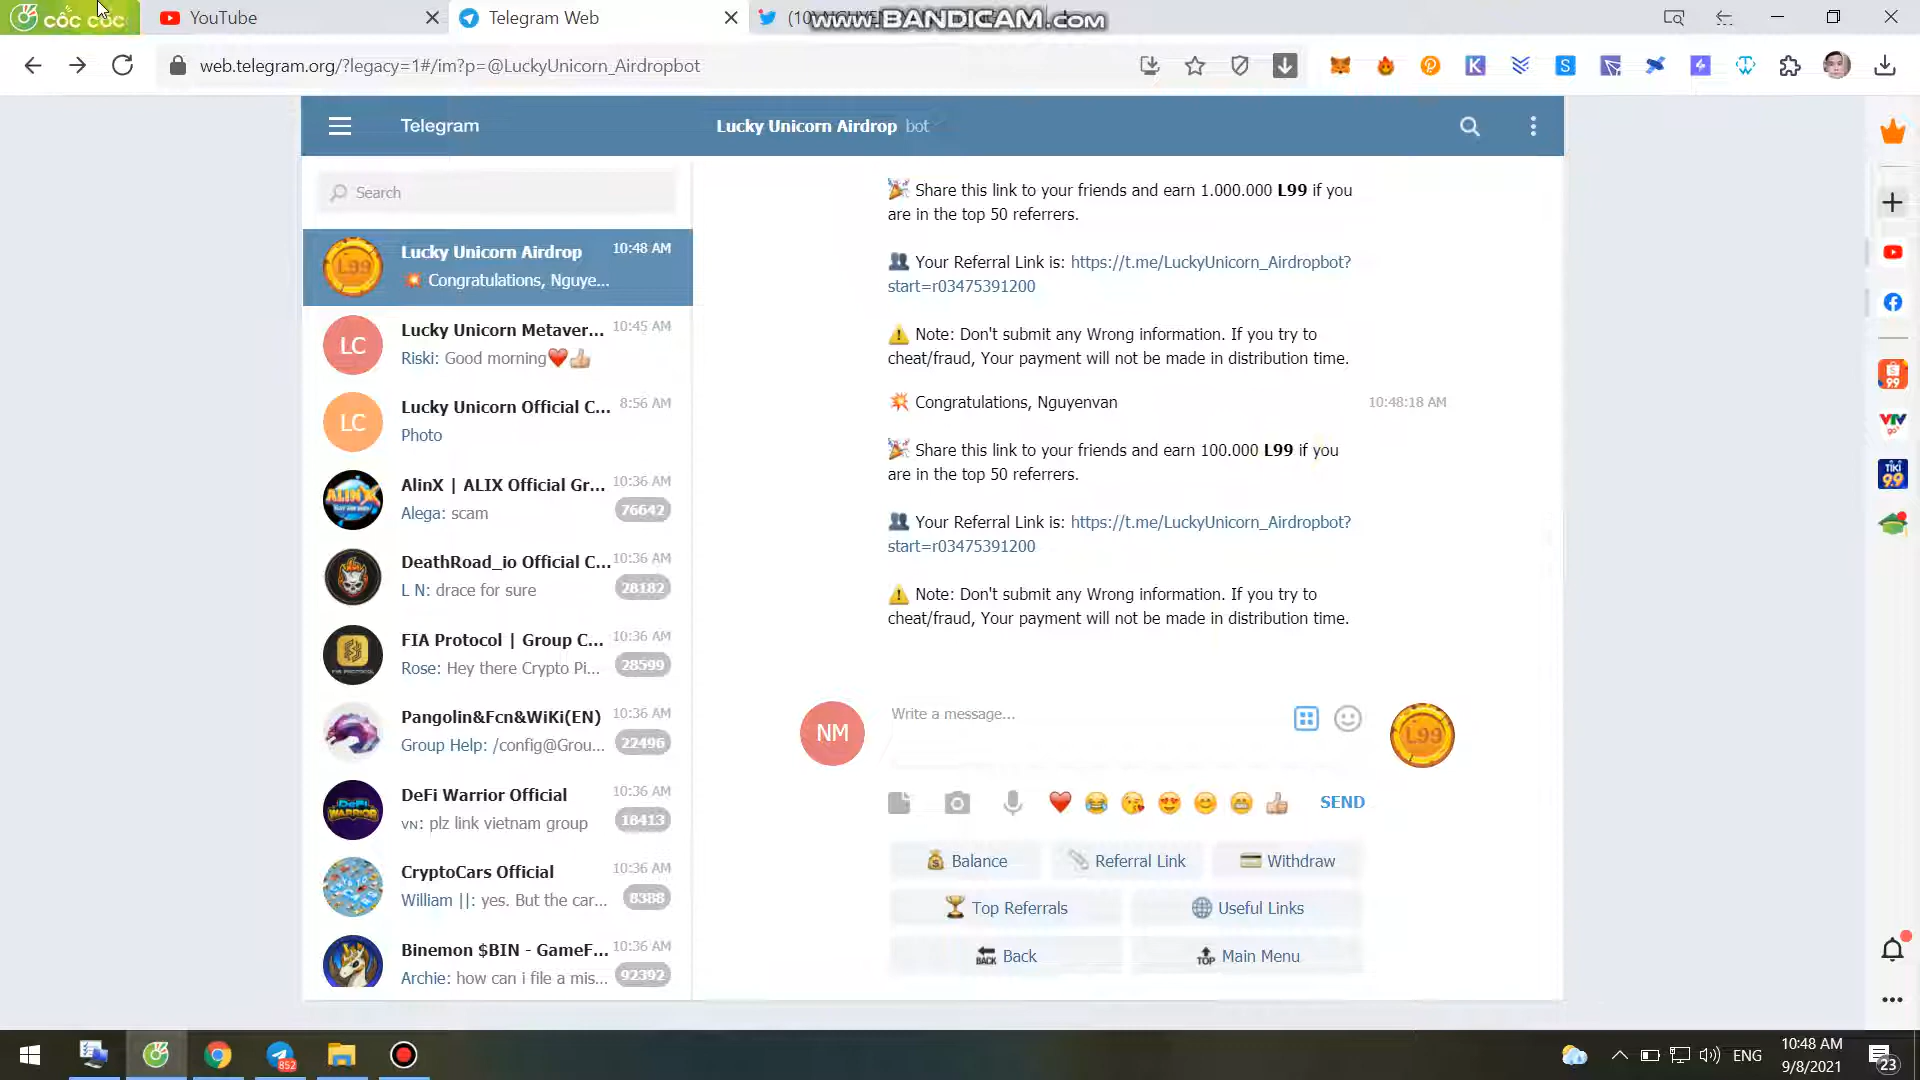 cốc cốc
YouTube
Telegram Web
www.BANDICAM.com
web.telegram.org/?legacy=1#/im?p=@LuckyUnicorn_Airdropbot
Telegram
Lucky Unicorn Airdrop bot
Search
Lucky Unicorn Airdrop 10:48 AM
Congratulations, Nguye...
LC
Lucky Unicorn Metaver... 10:45 AM
Riski: Good morning❤️👍
LC
Lucky Unicorn Official C... 8:56 AM
Photo
AlinX | ALIX Official Gr... 10:36 AM
Alega: scam 76642
DeathRoad_io Official C... 10:36 AM
L N: drace for sure 28182
FIA Protocol | Group C... 10:36 AM
Rose: Hey there Crypto Pi... 28599
Pangolin&Fcn&WiKi(EN) 10:36 AM
Group Help: /config@Grou... 22496
DeFi Warrior Official 10:36 AM
VN: plz link vietnam group 18413
CryptoCars Official 10:36 AM
William ||: yes. But the car... 8388
Binemon $BIN - GameF... 10:36 AM
Archie: how can i file a mis... 92392
🎉 Share this link to your friends and earn 1.000.000 L99 if you
are in the top 50 referrers.
👥 Your Referral Link is: https://t.me/LuckyUnicorn_Airdropbot?
start=r03475391200
⚠️ Note: Don't submit any Wrong information. If you try to
cheat/fraud, Your payment will not be made in distribution time.
💥 Congratulations, Nguyenvan 10:48:18 AM
🎉 Share this link to your friends and earn 100.000 L99 if you
are in the top 50 referrers.
👥 Your Referral Link is: https://t.me/LuckyUnicorn_Airdropbot?
start=r03475391200
⚠️ Note: Don't submit any Wrong information. If you try to
cheat/fraud, Your payment will not be made in distribution time.
NM
Write a message...
L99
SEND
Balance
Referral Link
Withdraw
Top Referrals
Useful Links
BACK Back
TOP Main Menu
852
ENG
10:48 AM
9/8/2021
23